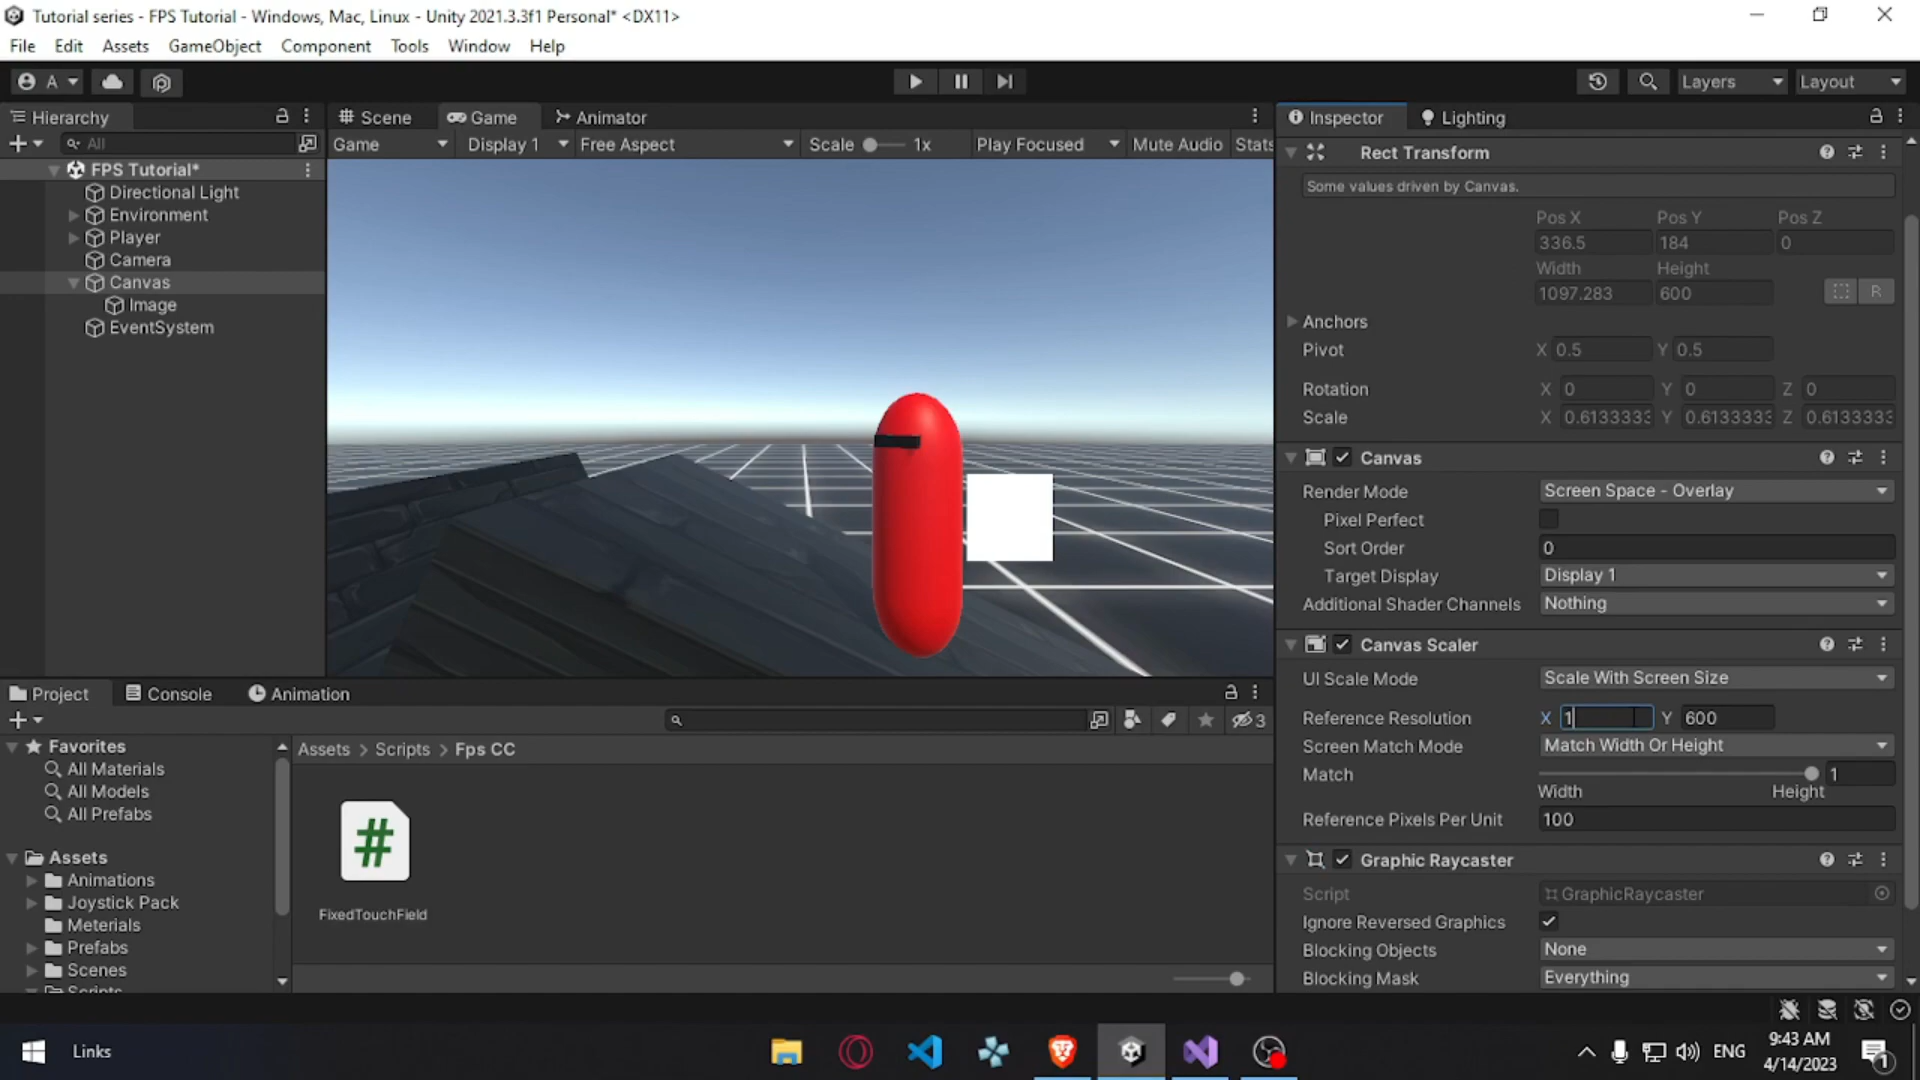 Tutorial series - FPS Tutorial - Windows, Mac, Linux - Unity 2021.3.3f1 Personal* <DX11>
File Edit Assets GameObject Component Tools Window Help
A
Layers Layout
Hierarchy
All
FPS Tutorial*
Directional Light
Environment
Player
Camera
Canvas
Image
EventSystem
Scene Game Animator
Game Display 1 Free Aspect Scale 1x Play Focused Mute Audio Stats
Inspector Lighting
Rect Transform
Some values driven by Canvas.
Pos X Pos Y Pos Z
336.5 184 0
Width Height
1097.283 600 R
Anchors
Pivot X 0.5 Y 0.5
Rotation X 0 Y 0 Z 0
Scale X 0.6133333 Y 0.6133333 Z 0.6133333
Canvas
Render Mode Screen Space - Overlay
Pixel Perfect
Sort Order 0
Target Display Display 1
Additional Shader Channels Nothing
Canvas Scaler
UI Scale Mode Scale With Screen Size
Reference Resolution X 1 Y 600
Screen Match Mode Match Width Or Height
Match 1
Width Height
Reference Pixels Per Unit 100
Graphic Raycaster
Script GraphicRaycaster
Ignore Reversed Graphics
Blocking Objects None
Blocking Mask Everything
Project Console Animation
3
Favorites
All Materials
All Models
All Prefabs
Assets
Animations
Joystick Pack
Meterials
Prefabs
Scenes
Scripts
Assets > Scripts > Fps CC
#
FixedTouchField
Links
ENG
9:43 AM
4/14/2023
1